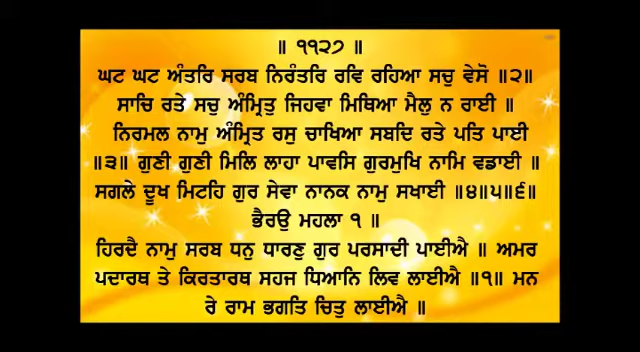 ॥ ੧੧੨੭ ॥
ਘਟ ਘਟ ਅੰਤਰਿ ਸਰਬ ਨਿਰੰਤਰਿ ਰਵਿ ਰਹਿਆ ਸਚੁ ਵੇਸੋ ॥੨॥
ਸਾਚਿ ਰਤੇ ਸਚੁ ਅੰਮ੍ਰਿਤੁ ਜਿਹਵਾ ਮਿਥਿਆ ਮੈਲੁ ਨ ਰਾਈ ॥
ਨਿਰਮਲ ਨਾਮੁ ਅੰਮ੍ਰਿਤ ਰਸੁ ਚਾਖਿਆ ਸਬਦਿ ਰਤੇ ਪਤਿ ਪਾਈ
॥੩॥ ਗੁਣੀ ਗੁਣੀ ਮਿਲਿ ਲਾਹਾ ਪਾਵਸਿ ਗੁਰਮੁਖਿ ਨਾਮਿ ਵਡਾਈ ॥
ਸਗਲੇ ਦੂਖ ਮਿਟਹਿ ਗੁਰ ਸੇਵਾ ਨਾਨਕ ਨਾਮੁ ਸਖਾਈ ॥੪॥੫॥੬॥
ਭੈਰਉ ਮਹਲਾ ੧ ॥
ਹਿਰਦੈ ਨਾਮੁ ਸਰਬ ਧਨੁ ਧਾਰਣੁ ਗੁਰ ਪਰਸਾਦੀ ਪਾਈਐ ॥ ਅਮਰ
ਪਦਾਰਥ ਤੇ ਕਿਰਤਾਰਥ ਸਹਜ ਧਿਆਨਿ ਲਿਵ ਲਾਈਐ ॥੧॥ ਮਨ
ਰੇ ਰਾਮ ਭਗਤਿ ਚਿਤੁ ਲਾਈਐ ॥